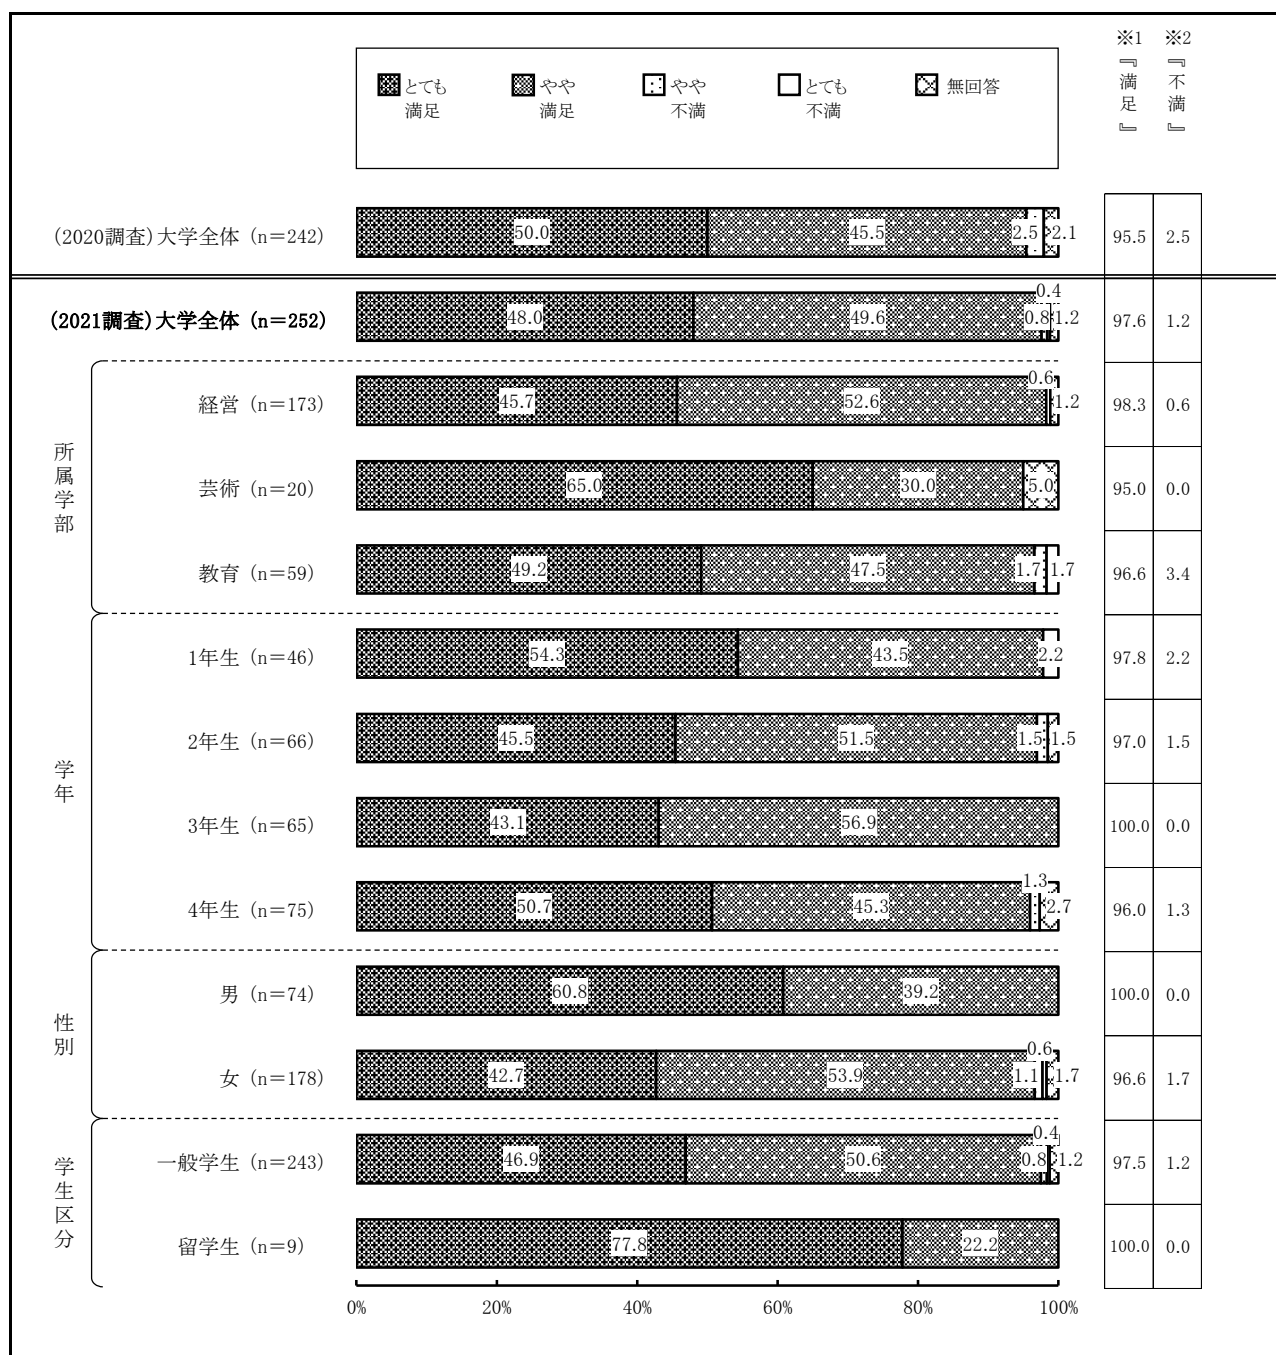 ※1 ※2
『満足』 『不満』
とても満足 やや満足 やや不満 とても不満 無回答
(2020調査)大学全体 (n＝242) 50.0 45.5 2.5 2.1 95.5 2.5
0.4
(2021調査)大学全体 (n＝252) 48.0 49.6 0.8 1.2 97.6 1.2
所属学部
0.6
経営 (n＝173) 45.7 52.6 1.2 98.3 0.6
芸術 (n＝20) 65.0 30.0 5.0 95.0 0.0
教育 (n＝59) 49.2 47.5 1.7 1.7 96.6 3.4
学年
1年生 (n＝46) 54.3 43.5 2.2 97.8 2.2
2年生 (n＝66) 45.5 51.5 1.5 1.5 97.0 1.5
3年生 (n＝65) 43.1 56.9 100.0 0.0
1.3
4年生 (n＝75) 50.7 45.3 2.7 96.0 1.3
性別
男 (n＝74) 60.8 39.2 100.0 0.0
0.6
女 (n＝178) 42.7 53.9 1.1 1.7 96.6 1.7
学生区分
0.4
一般学生 (n＝243) 46.9 50.6 0.8 1.2 97.5 1.2
留学生 (n＝9) 77.8 22.2 100.0 0.0
0% 20% 40% 60% 80% 100%